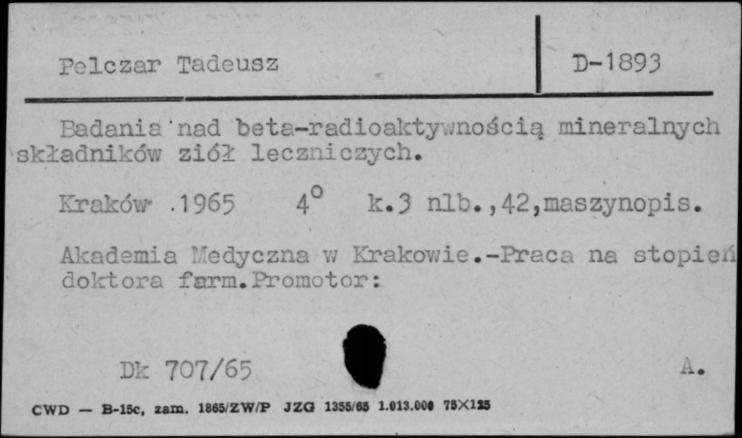 Pelczar Tadeusz D-1893
Badania nad beta-radioaktywnością mineralnych
składników ziół leczniczych.
Kraków .1965 4° k.3 nlb.,42,maszynopis.
Akademia Medyczna w Krakowie.-Praca na stopień
doktora farm.Promotor:
Dk 707/65 A.
CWD — B-15c, zam. 1865/ZW/P JZG 1355/65 1.013.000 75X125